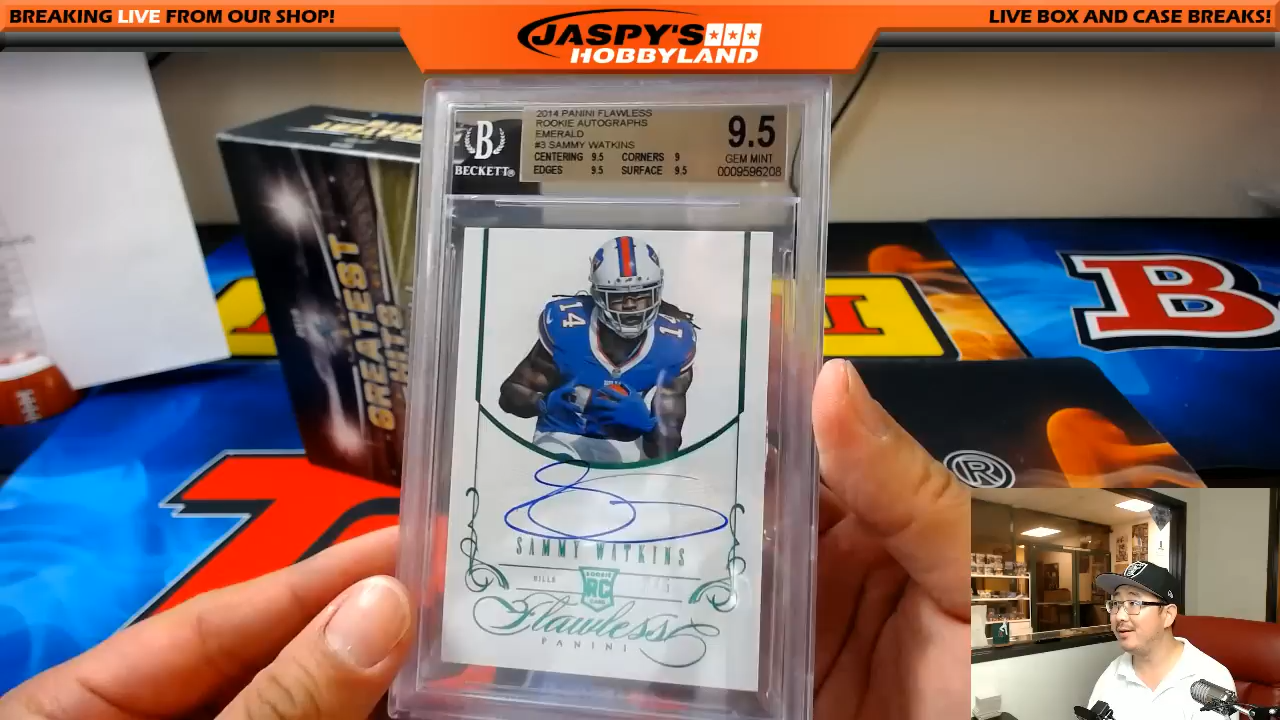 BREAKING LIVE FROM OUR SHOP!
JASPY'S
HOBBYLAND
LIVE BOX AND CASE BREAKS!
B
BECKETT®
2014 PANINI FLAWLESS
ROOKIE AUTOGRAPHS
EMERALD
#3 SAMMY WATKINS
CENTERING 9.5 CORNERS 9
EDGES 9.5 SURFACE 9.5
9.5
GEM MINT
0009596208
GREATEST
HITS
14
14
SAMMY WATKINS
BILLS
ROOKIE
RC
Flawless
PANINI
B
®